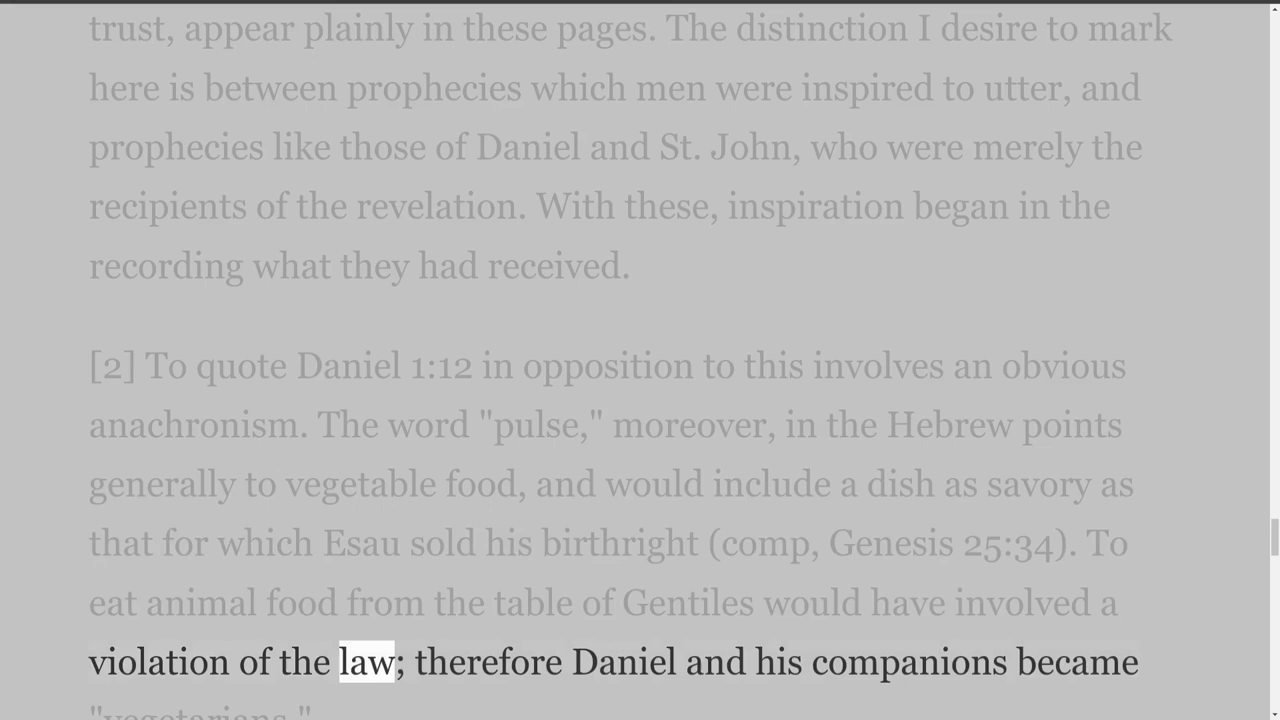 trust, appear plainly in these pages. The distinction I desire to mark
here is between prophecies which men were inspired to utter, and
prophecies like those of Daniel and St. John, who were merely the
recipients of the revelation. With these, inspiration began in the
recording what they had received.
[2] To quote Daniel 1:12 in opposition to this involves an obvious
anachronism. The word "pulse," moreover, in the Hebrew points
generally to vegetable food, and would include a dish as savory as
that for which Esau sold his birthright (comp, Genesis 25:34). To
eat animal food from the table of Gentiles would have involved a
violation of the law; therefore Daniel and his companions became
"vegetarians."